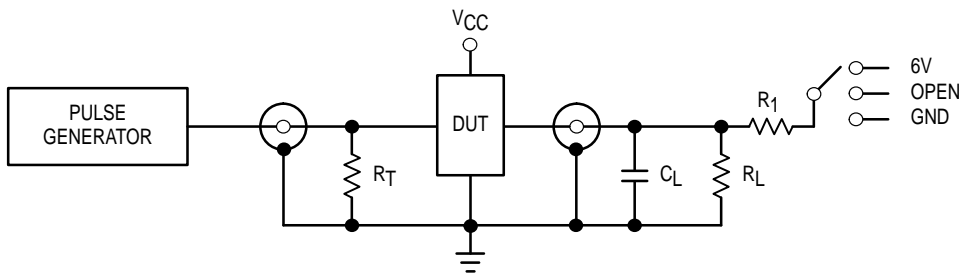 VCC
PULSE
GENERATOR
DUT
RT
CL
RL
R1
6V
OPEN
GND